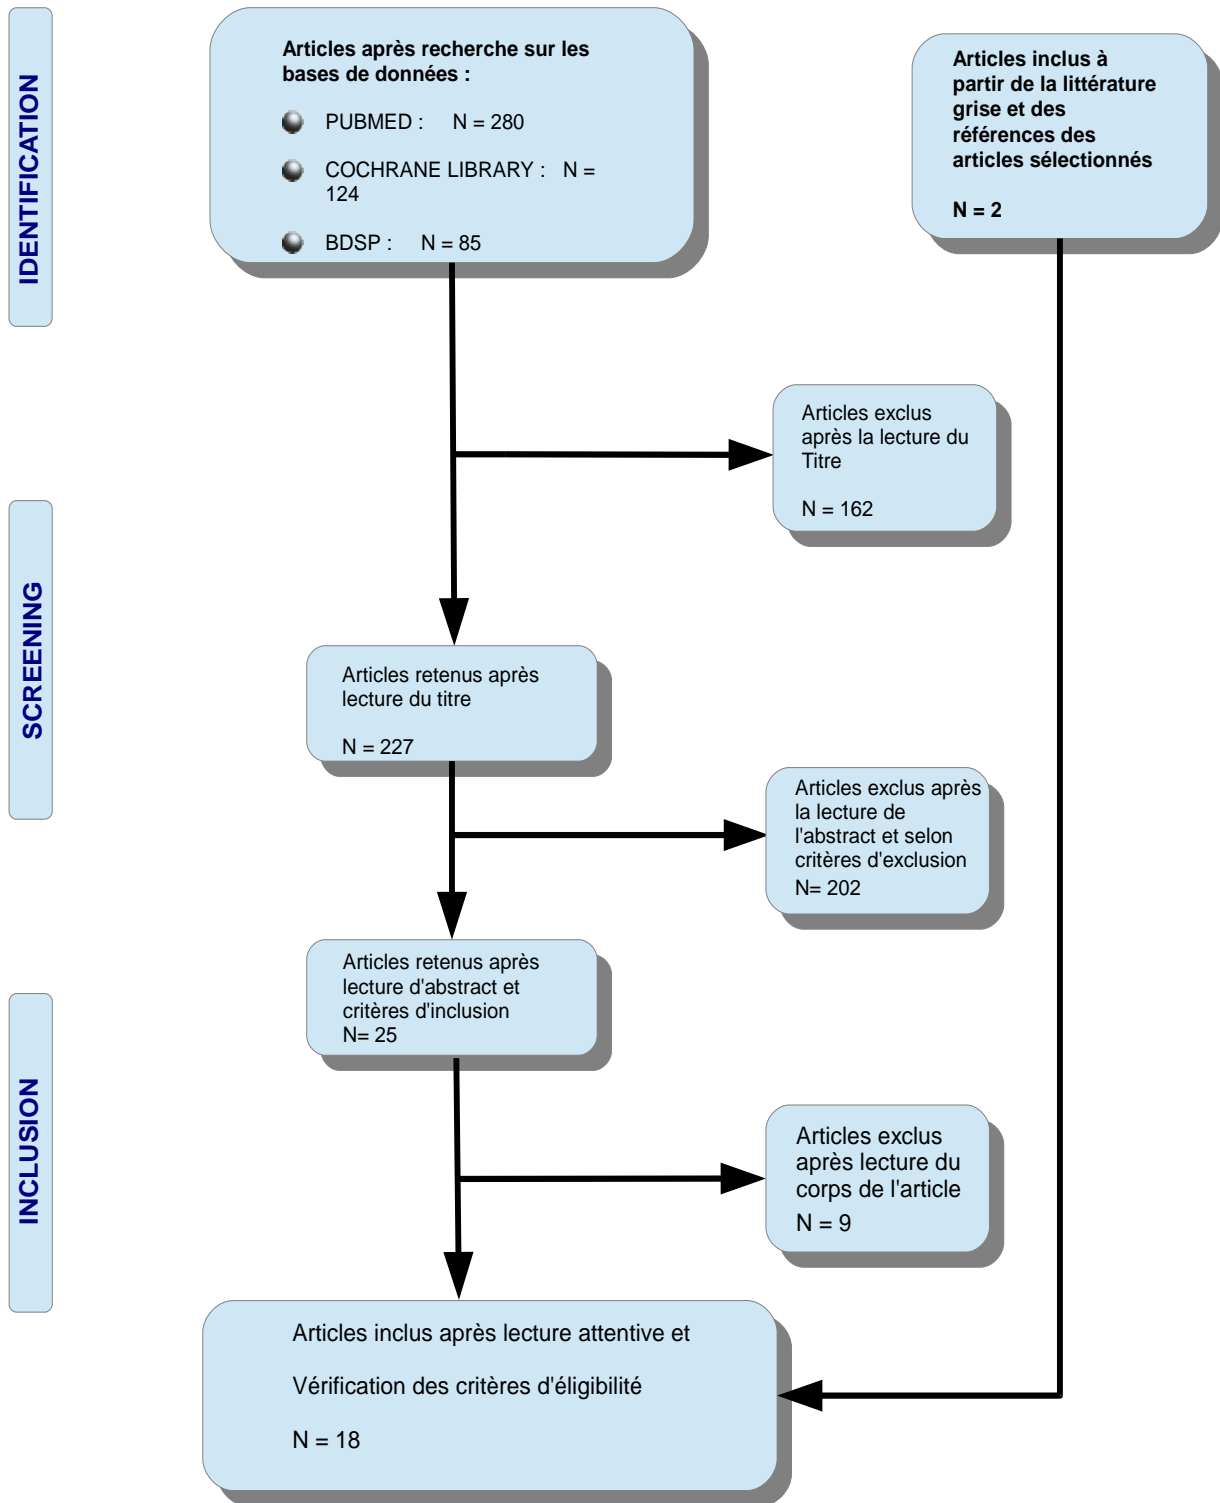 IDENTIFICATION
Articles après recherche sur les
bases de données :
PUBMED : N = 280
COCHRANE LIBRARY : N =
124
BDSP : N = 85
Articles inclus à
partir de la littérature
grise et des
références des
articles sélectionnés
N = 2
Articles exclus
après la lecture du
Titre
N = 162
SCREENING
Articles retenus après
lecture du titre
N = 227
Articles exclus après
la lecture de
l'abstract et selon
critères d'exclusion
N= 202
Articles retenus après
lecture d'abstract et
critères d'inclusion
N= 25
INCLUSION
Articles exclus
après lecture du
corps de l'article
N = 9
Articles inclus après lecture attentive et
Vérification des critères d'éligibilité
N = 18